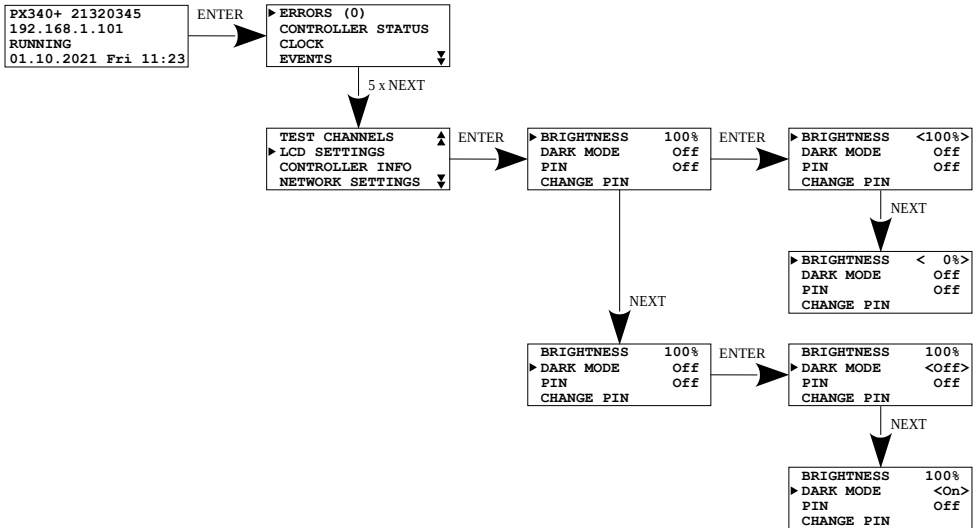 PX340+ 21320345
192.168.1.101
RUNNING
01.10.2021 Fri 11:23
ENTER
ERRORS (0)
CONTROLLER STATUS
CLOCK
EVENTS
5 x NEXT
TEST CHANNELS
LCD SETTINGS
CONTROLLER INFO
NETWORK SETTINGS
ENTER
BRIGHTNESS 100%
DARK MODE Off
PIN Off
CHANGE PIN
ENTER
BRIGHTNESS <100%>
DARK MODE Off
PIN Off
CHANGE PIN
NEXT
BRIGHTNESS < 0%>
DARK MODE Off
PIN Off
CHANGE PIN
NEXT
BRIGHTNESS 100%
DARK MODE Off
PIN Off
CHANGE PIN
ENTER
BRIGHTNESS 100%
DARK MODE <Off>
PIN Off
CHANGE PIN
NEXT
BRIGHTNESS 100%
DARK MODE <On>
PIN Off
CHANGE PIN